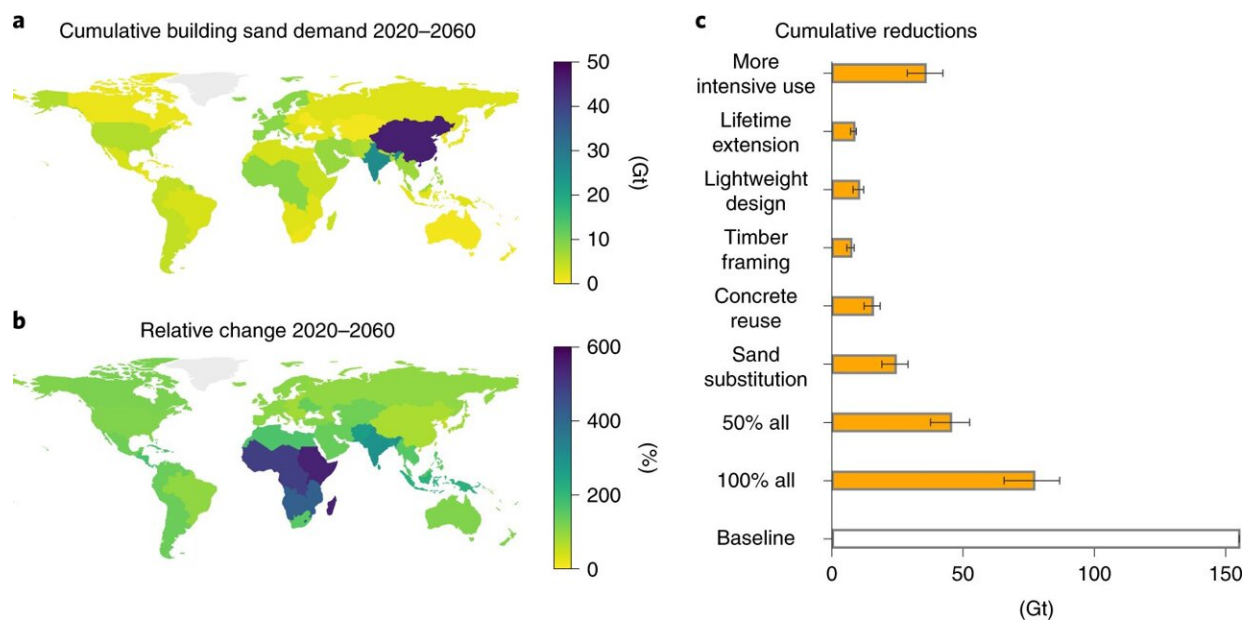 a
Cumulative building sand demand 2020–2060
50
40
30
20
10
0
(Gt)
b
Relative change 2020–2060
600
400
200
0
(%)
c
Cumulative reductions
More
intensive use
Lifetime
extension
Lightweight
design
Timber
framing
Concrete
reuse
Sand
substitution
50% all
100% all
Baseline
0 50 100 150
(Gt)